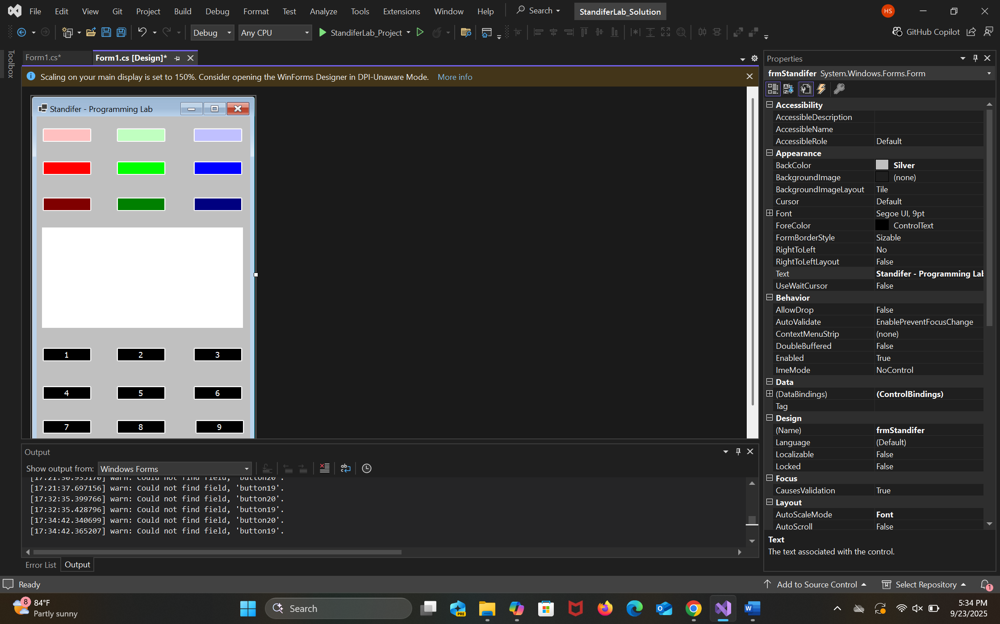 File Edit View Git Project Build Debug Format Test Analyze Tools Extensions Window Help Search StandiferLab_Solution HS
Debug Any CPU StandiferLab_Project GitHub Copilot
Toolbox
Form1.cs* Form1.cs [Design]*
Scaling on your main display is set to 150%. Consider opening the WinForms Designer in DPI-Unaware Mode. More info
Standifer - Programming Lab
1 2 3
4 5 6
7 8 9
Output
Show output from: Windows Forms
[17:21:30.935170] warn: Could not find field, 'button20'.
[17:21:37.697156] warn: Could not find field, 'button19'.
[17:32:35.399766] warn: Could not find field, 'button20'.
[17:32:35.428796] warn: Could not find field, 'button19'.
[17:34:42.340699] warn: Could not find field, 'button20'.
[17:34:42.365207] warn: Could not find field, 'button19'.
Error List Output
Properties
frmStandifer System.Windows.Forms.Form
Accessibility
AccessibleDescription
AccessibleName
AccessibleRole Default
Appearance
BackColor Silver
BackgroundImage (none)
BackgroundImageLayout Tile
Cursor Default
Font Segoe UI, 9pt
ForeColor ControlText
FormBorderStyle Sizable
RightToLeft No
RightToLeftLayout False
Text Standifer - Programming Lab
UseWaitCursor False
Behavior
AllowDrop False
AutoValidate EnablePreventFocusChange
ContextMenuStrip (none)
DoubleBuffered False
Enabled True
ImeMode NoControl
Data
(DataBindings) (ControlBindings)
Tag
Design
(Name) frmStandifer
Language (Default)
Localizable False
Locked False
Focus
CausesValidation True
Layout
AutoScaleMode Font
AutoScroll False
Text
The text associated with the control.
Ready Add to Source Control Select Repository 1
8 84°F
Partly sunny
Search
PRE
5:34 PM
9/23/2025